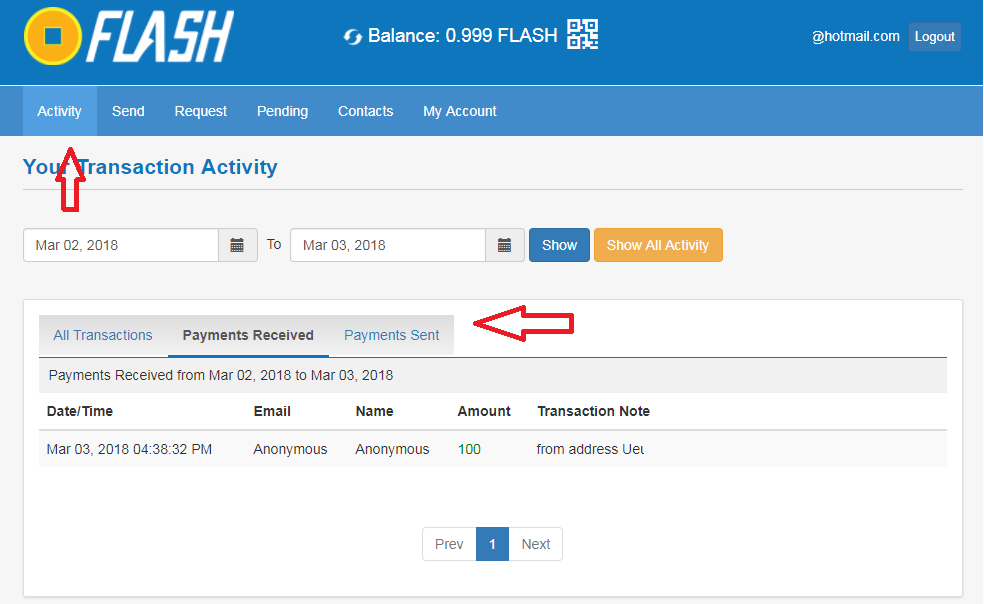 FLASH
Balance: 0.999 FLASH
@hotmail.com Logout
Activity Send Request Pending Contacts My Account
Your Transaction Activity
Mar 02, 2018 To Mar 03, 2018 Show Show All Activity
All Transactions Payments Received Payments Sent
Payments Received from Mar 02, 2018 to Mar 03, 2018
Date/Time Email Name Amount Transaction Note
Mar 03, 2018 04:38:32 PM Anonymous Anonymous 100 from address
Prev 1 Next